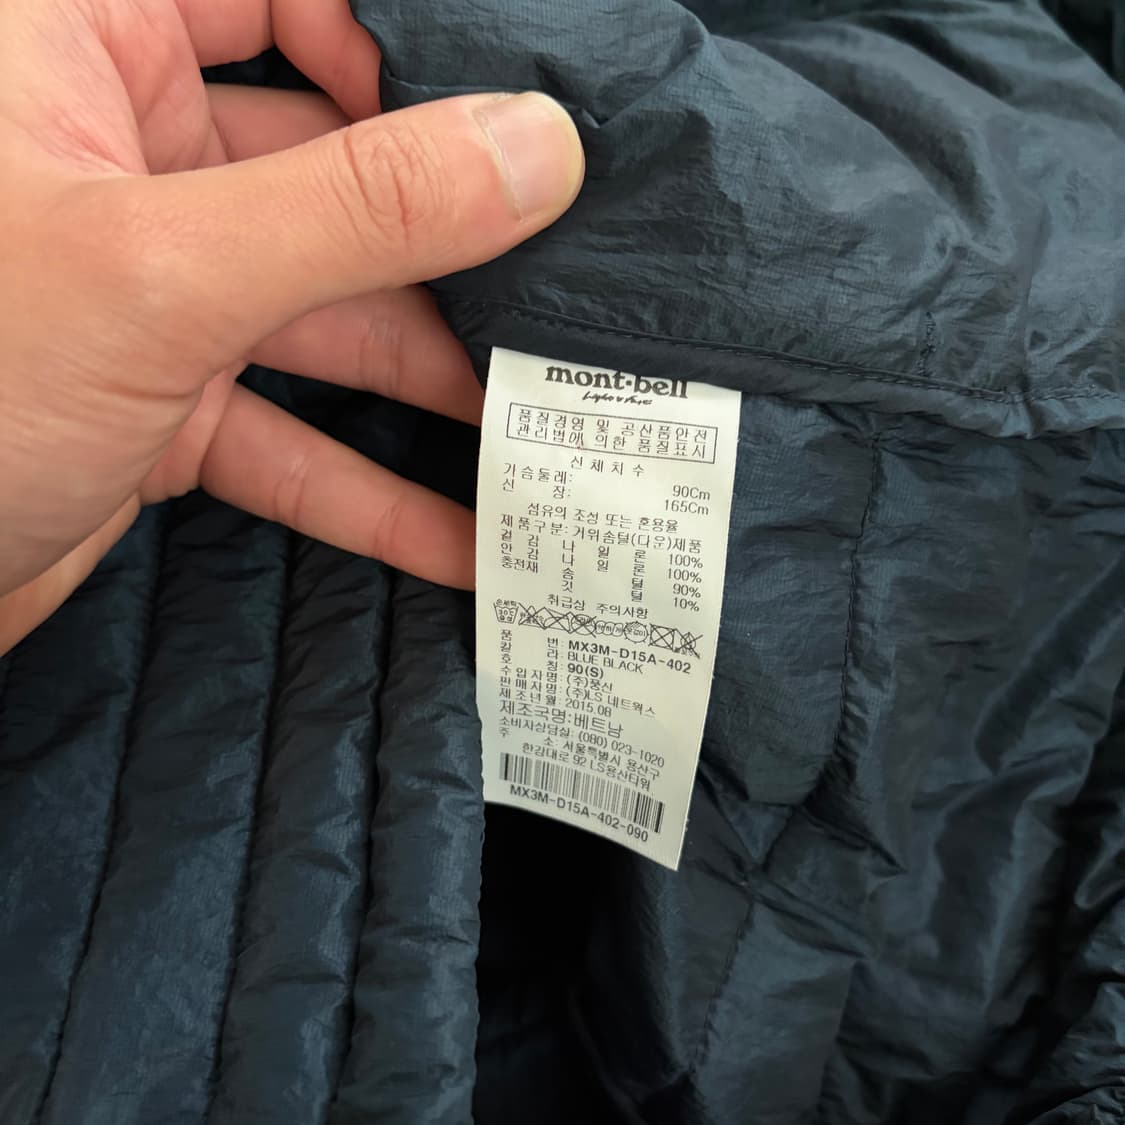 mont·bell
Light & Fast
품질경영 및 공산품안전
관리법에 의한 품질표시
신체치수
가슴둘레: 90Cm
신 장: 165Cm
섬유의 조성 또는 혼용율
제품구분: 거위솜털(다운)제품
겉감 나일론 100%
안감 나일론 100%
충전재 솜털 90%
깃털 10%
취급상 주의사항
손세탁 30℃ 중성
품 번: MX3M-D15A-402
칼 라: BLUE BLACK
호 칭: 90(S)
수입자명: (주)풍신
판매자명: (주)LS 네트웍스
제조년월: 2015.08
제조국명: 베트남
소비자상담실: (080) 023-1020
주 소: 서울특별시 용산구
한강대로 92 LS용산타워
MX3M-D15A-402-090